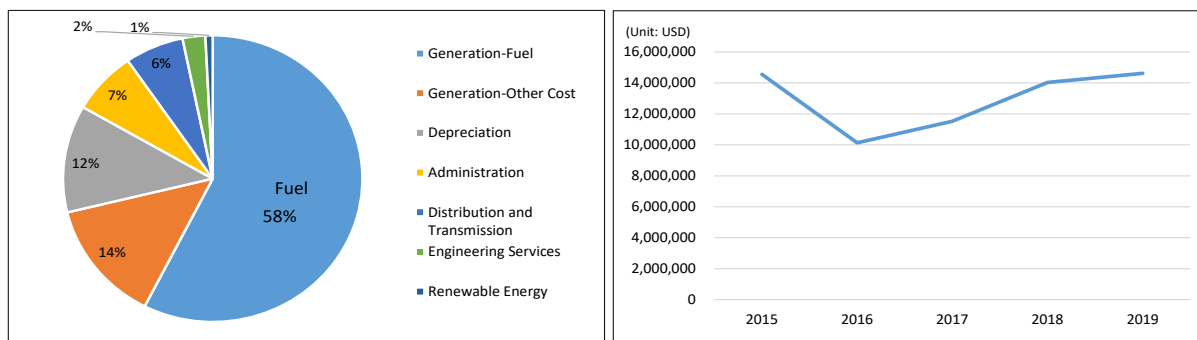 2%
1%
6%
7%
12%
14%
Fuel
58%
Generation-Fuel
Generation-Other Cost
Depreciation
Administration
Distribution and
Transmission
Engineering Services
Renewable Energy
(Unit: USD)
16,000,000
14,000,000
12,000,000
10,000,000
8,000,000
6,000,000
4,000,000
2,000,000
0
2015 2016 2017 2018 2019